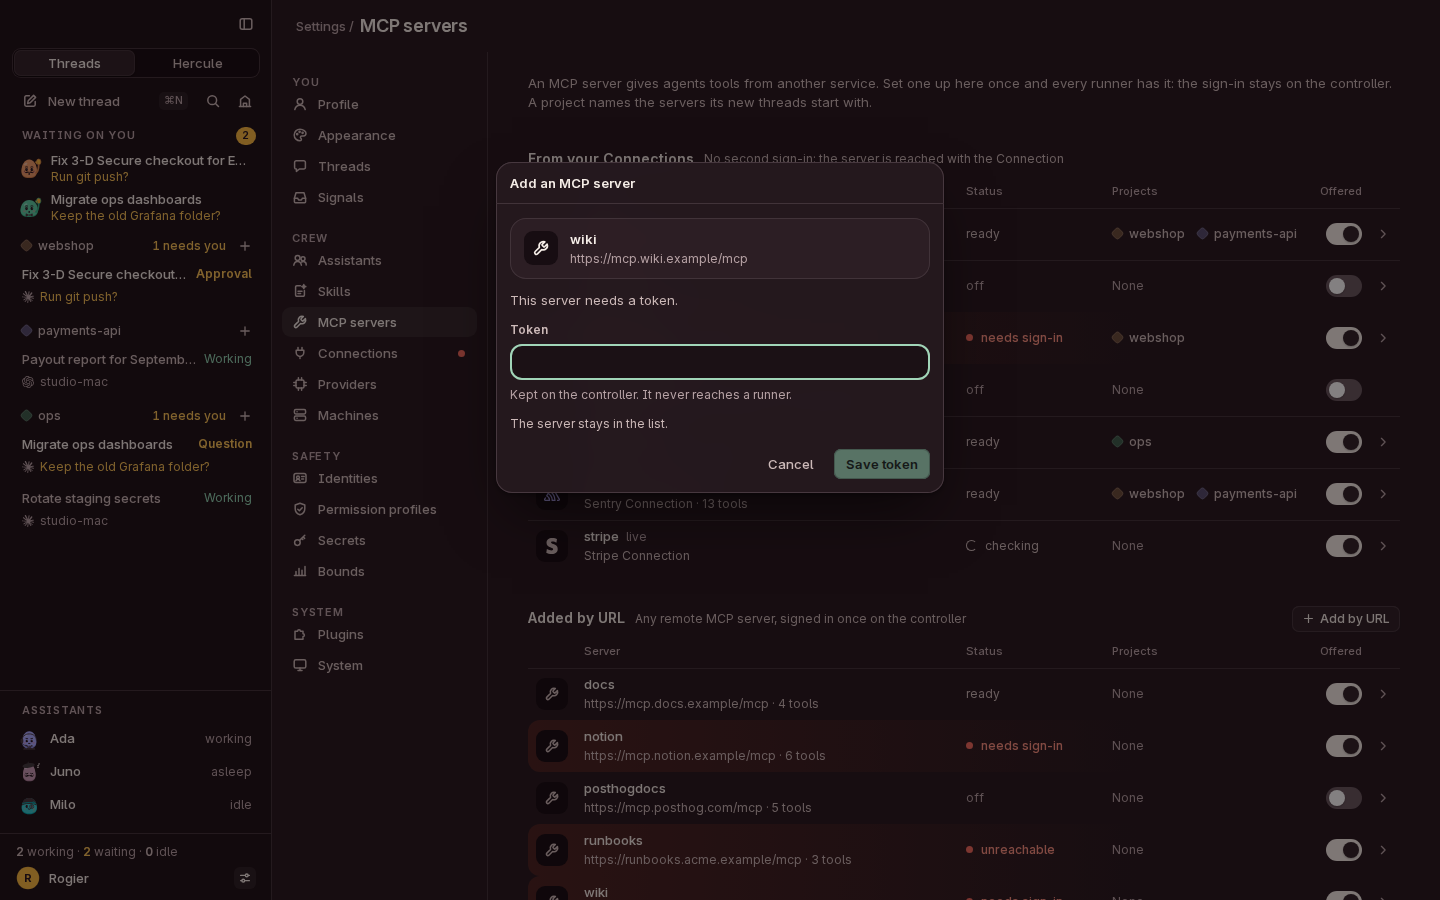 Settings / MCP servers
Threads
Hercule
New thread
⌘N
WAITING ON YOU
2
Fix 3-D Secure checkout for E...
Run git push?
Migrate ops dashboards
Keep the old Grafana folder?
webshop
1 needs you
Fix 3-D Secure checkout...
Approval
Run git push?
payments-api
Payout report for Septemb...
Working
studio-mac
ops
1 needs you
Migrate ops dashboards
Question
Keep the old Grafana folder?
Rotate staging secrets
Working
studio-mac
ASSISTANTS
Ada
working
Juno
asleep
Milo
idle
2 working · 2 waiting · 0 idle
R
Rogier
YOU
Profile
Appearance
Threads
Signals
CREW
Assistants
Skills
MCP servers
Connections
Providers
Machines
SAFETY
Identities
Permission profiles
Secrets
Bounds
SYSTEM
Plugins
System
An MCP server gives agents tools from another service. Set one up here once and every runner has it: the sign-in stays on the controller.
A project names the servers its new threads start with.
From your Connections
No second sign-in: the server is reached with the Connection
Status
Projects
Offered
ready
webshop
payments-api
off
None
needs sign-in
webshop
off
None
ready
ops
Sentry Connection · 13 tools
ready
webshop
payments-api
stripe live
Stripe Connection
checking
None
Add an MCP server
wiki
https://mcp.wiki.example/mcp
This server needs a token.
Token
Kept on the controller. It never reaches a runner.
The server stays in the list.
Cancel
Save token
Added by URL
Any remote MCP server, signed in once on the controller
Add by URL
Server
Status
Projects
Offered
docs
https://mcp.docs.example/mcp · 4 tools
ready
None
notion
https://mcp.notion.example/mcp · 6 tools
needs sign-in
None
posthogdocs
https://mcp.posthog.com/mcp · 5 tools
off
None
runbooks
https://runbooks.acme.example/mcp · 3 tools
unreachable
None
wiki